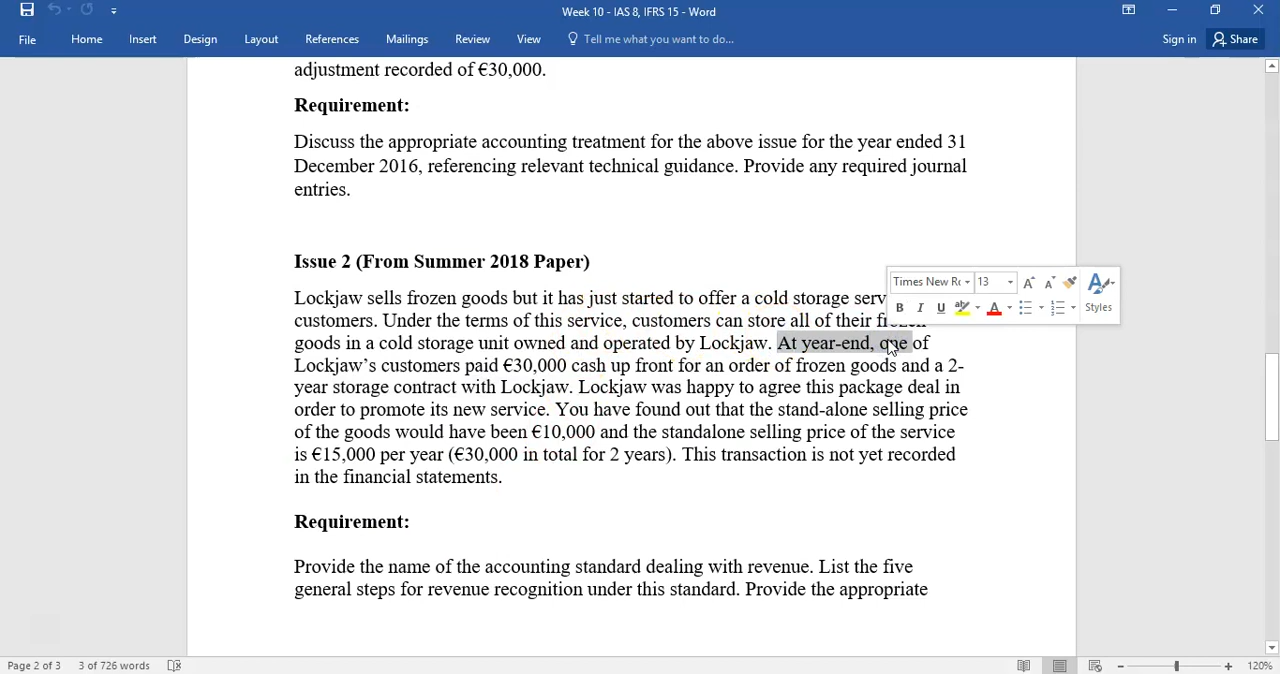 Week 10 - IAS 8, IFRS 15 - Word
File Home Insert Design Layout References Mailings Review View Tell me what you want to do... Sign in Share
adjustment recorded of €30,000.
Requirement:
Discuss the appropriate accounting treatment for the above issue for the year ended 31
December 2016, referencing relevant technical guidance. Provide any required journal
entries.
Issue 2 (From Summer 2018 Paper)
Times New Ro 13
B I U ab A Styles
Lockjaw sells frozen goods but it has just started to offer a cold storage serv
customers. Under the terms of this service, customers can store all of their frozen
goods in a cold storage unit owned and operated by Lockjaw. At year-end, one of
Lockjaw's customers paid €30,000 cash up front for an order of frozen goods and a 2-
year storage contract with Lockjaw. Lockjaw was happy to agree this package deal in
order to promote its new service. You have found out that the stand-alone selling price
of the goods would have been €10,000 and the standalone selling price of the service
is €15,000 per year (€30,000 in total for 2 years). This transaction is not yet recorded
in the financial statements.
Requirement:
Provide the name of the accounting standard dealing with revenue. List the five
general steps for revenue recognition under this standard. Provide the appropriate
Page 2 of 3 3 of 726 words 120%